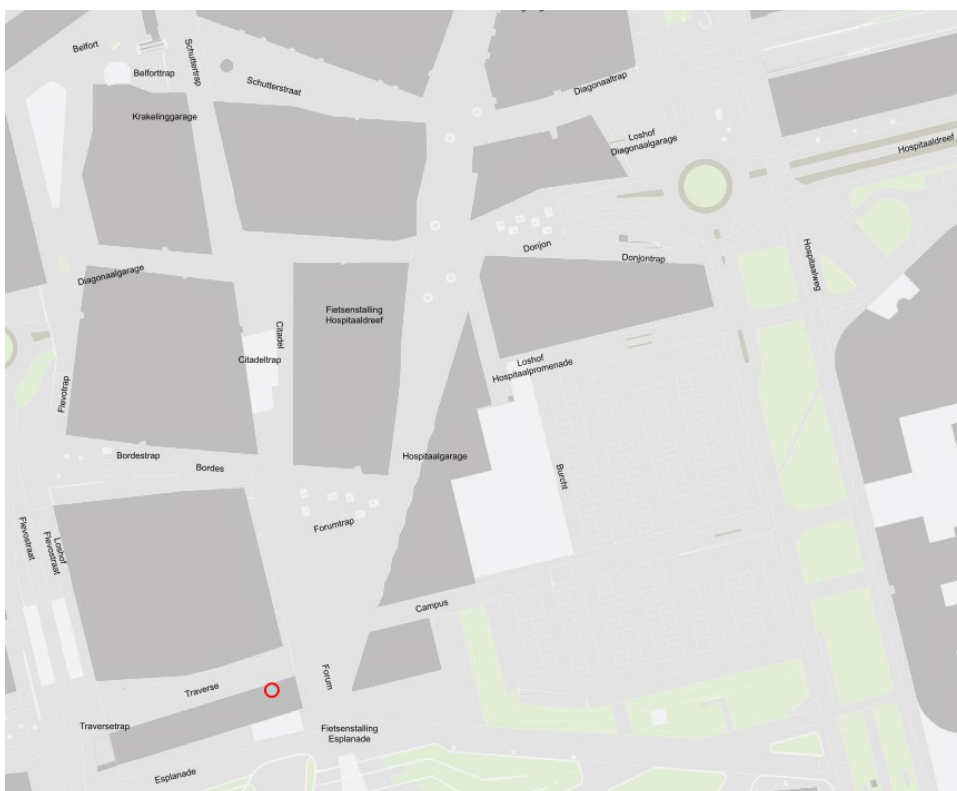 Belfort
Belforttrap
Schuttertrap
Schutterstraat
Krakelinggarage
Diagonaaltrap
Loshof
Diagonaalgarage
Hospitaaldreef
Donjon
Donjontrap
Hospitaalweg
Diagonaalgarage
Fietsenstalling
Hospitaaldreef
Citadel
Citadeltrap
Flevotrap
Loshof
Hospitaalpromenade
Bordestrap
Bordes
Hospitaalgarage
Burcht
Forumtrap
Flevostraat
Loshof
Flevostraat
Campus
Forum
Traverse
Traversetrap
Fietsenstalling
Esplanade
Esplanade